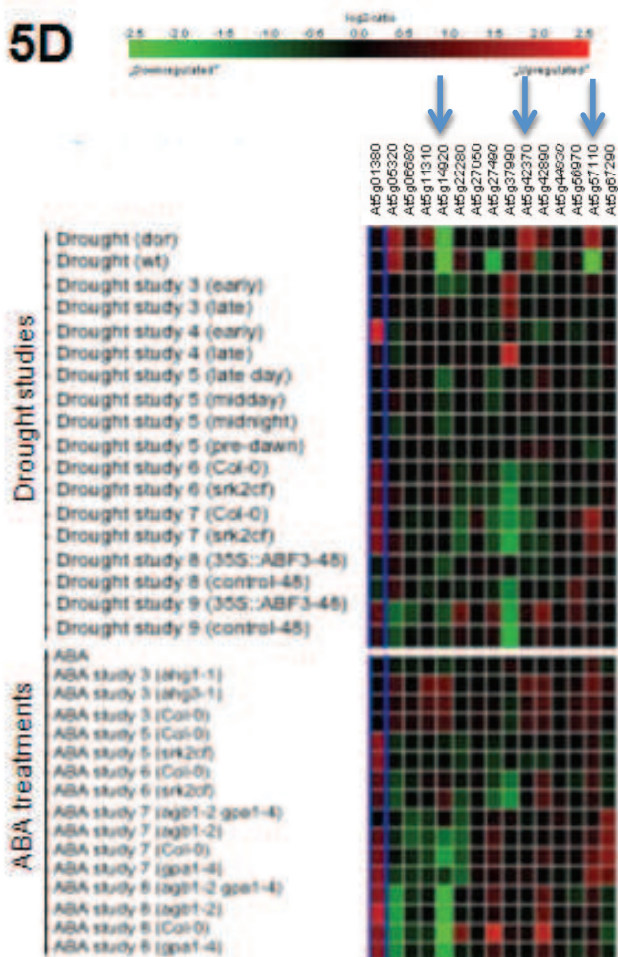 5D
log2-ratio
-2.5 -2.0 -1.5 -1.0 0.5 0.0 0.5 1.0 1.5 2.0 2.5
„Downregulated“ „Upregulated“
At5g01380
At5g05320
At5g06680
At5g11310
At5g14920
At5g22280
At5g27050
At5g27490
At5g37990
At5g42370
At5g42890
At5g56970
At5g57110
At5g67290
Drought studies
Drought (dor)
Drought (wt)
Drought study 3 (early)
Drought study 3 (late)
Drought study 4 (early)
Drought study 4 (late)
Drought study 5 (late day)
Drought study 5 (midday)
Drought study 5 (midnight)
Drought study 5 (pre-dawn)
Drought study 6 (Col-0)
Drought study 6 (srk2cf)
Drought study 7 (Col-0)
Drought study 7 (srk2cf)
Drought study 8 (35S::ABF3-48)
Drought study 8 (control-48)
Drought study 9 (35S::ABF3-48)
Drought study 9 (control-48)
ABA treatments
ABA
ABA study 3 (ahg1-1)
ABA study 3 (ahg3-1)
ABA study 3 (Col-0)
ABA study 5 (Col-0)
ABA study 5 (srk2cf)
ABA study 6 (Col-0)
ABA study 6 (srk2cf)
ABA study 7 (agb1-2 gpa1-4)
ABA study 7 (agb1-2)
ABA study 7 (Col-0)
ABA study 7 (gpa1-4)
ABA study 8 (agb1-2 gpa1-4)
ABA study 8 (agb1-2)
ABA study 8 (Col-0)
ABA study 8 (gpa1-4)